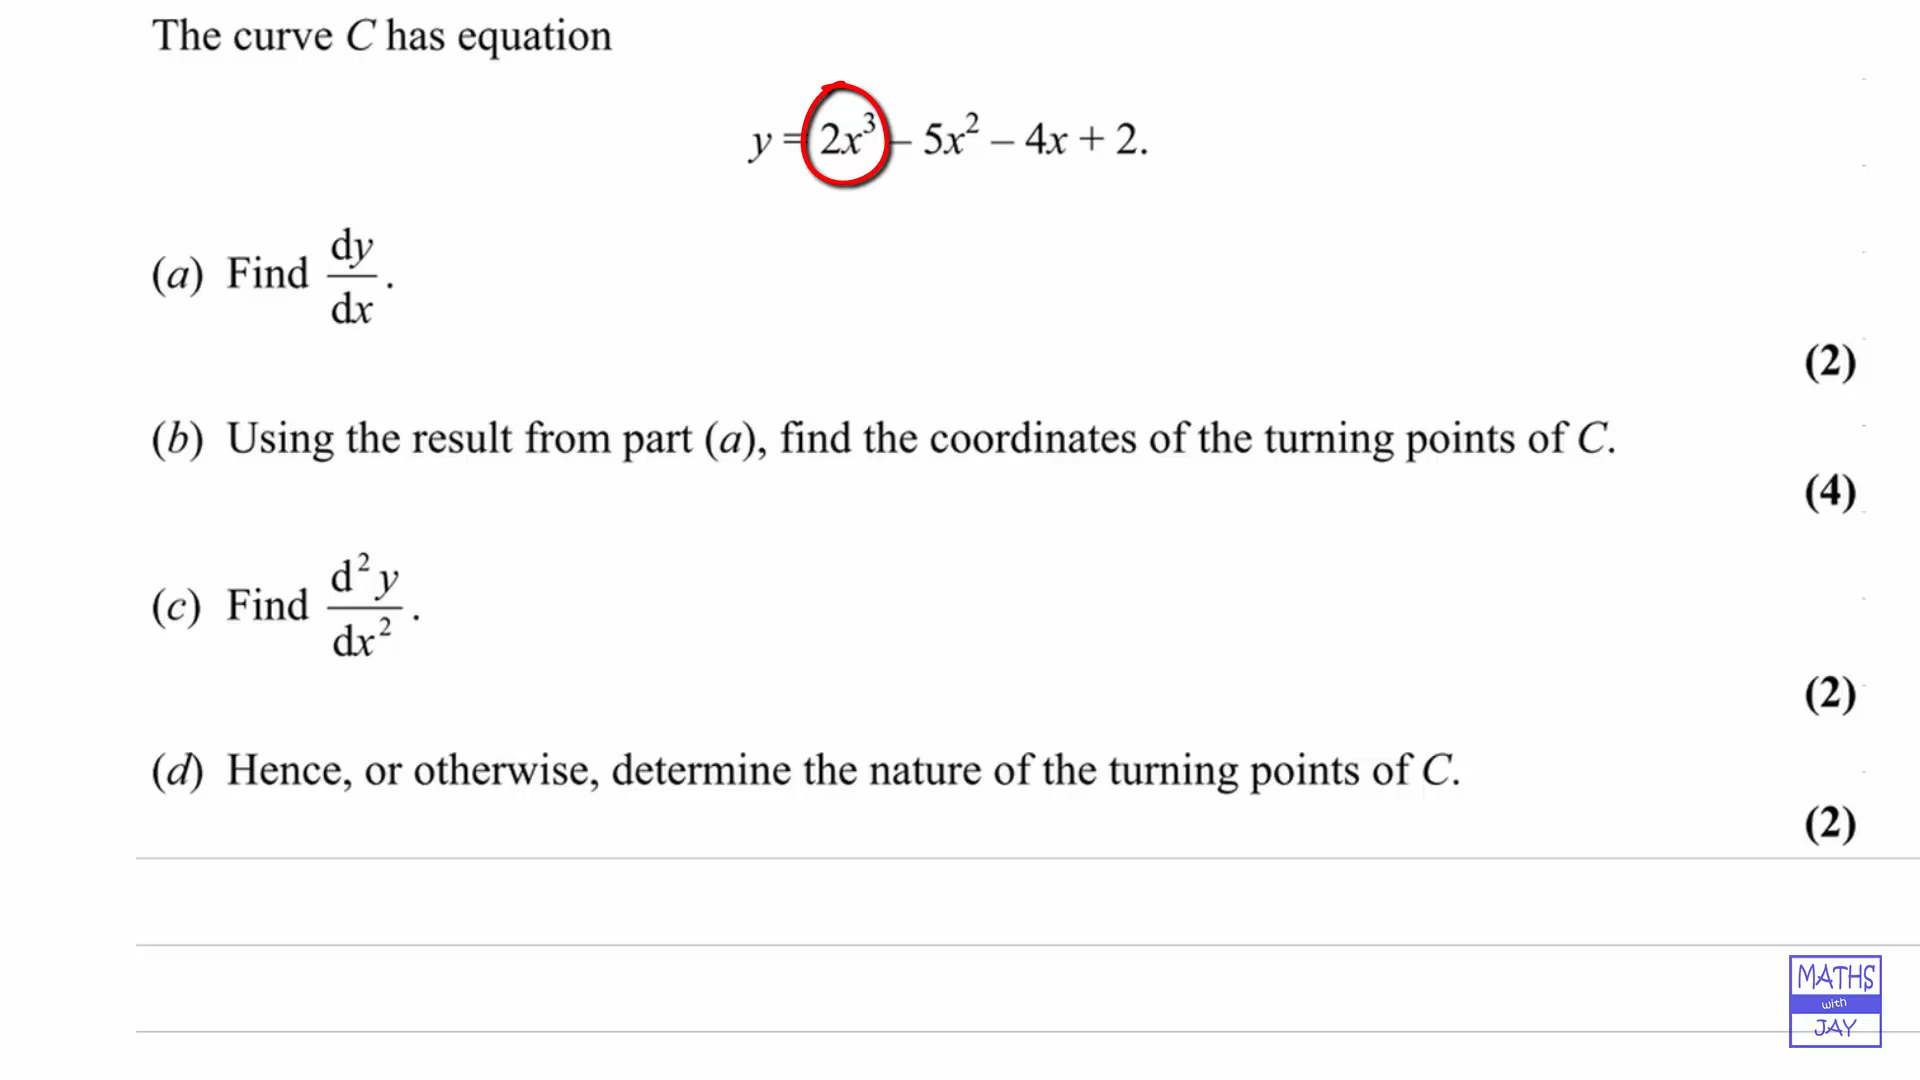 The curve C has equation
y = 2x³ – 5x² – 4x + 2.
(a) Find dy/dx.
(2)
(b) Using the result from part (a), find the coordinates of the turning points of C.
(4)
(c) Find d²y/dx².
(2)
(d) Hence, or otherwise, determine the nature of the turning points of C.
(2)
MATHS
with
JAY